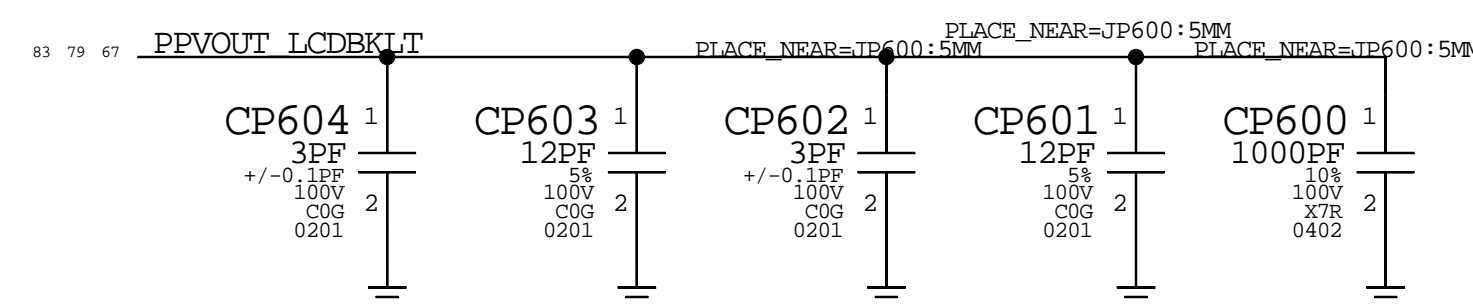 PLACE_NEAR=JP600:5MM
83 79 67 PPVOUT_LCDBKLT PLACE_NEAR=JP600:5MM PLACE_NEAR=JP600:5MM
CP604 1
3PF
+/-0.1PF
100V
C0G
0201
2
CP603 1
12PF
5%
100V
C0G
0201
2
CP602 1
3PF
+/-0.1PF
100V
C0G
0201
2
CP601 1
12PF
5%
100V
C0G
0201
2
CP600 1
1000PF
10%
100V
X7R
0402
2